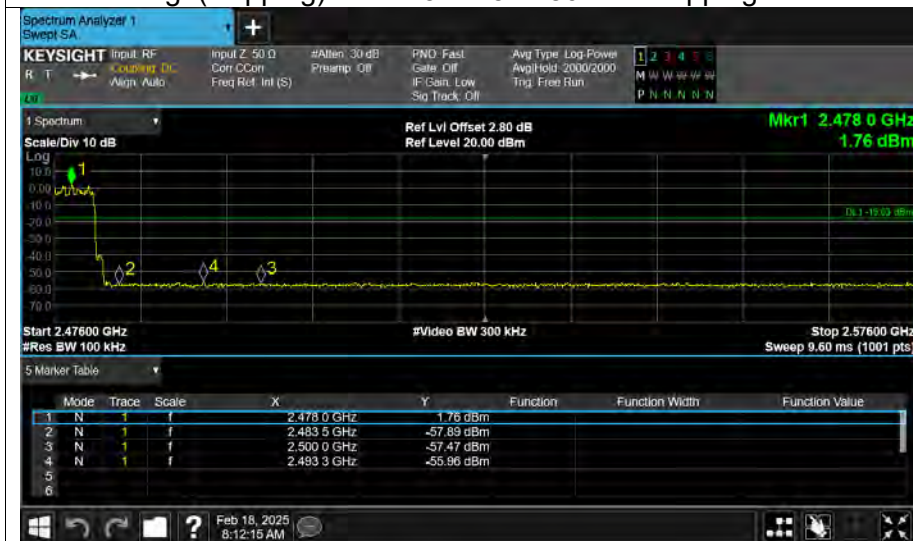 Spectrum Analyzer 1
Swept SA
+
KEYSIGHT Input: RF Input Z: 50 Ω #Atten: 30 dB PNO: Fast Avg Type: Log-Power 1 2 3 4 5 6
R T Coupling: DC Corr CCorr Preamp: Off Gate: Off Avg|Hold: 2000/2000 M W W W W W
Align: Auto Freq Ref: Int (S) IF Gain: Low Trig: Free Run P N N N N N
Sig Track: Off
1 Spectrum Ref Lvl Offset 2.80 dB Mkr1 2.478 0 GHz
Scale/Div 10 dB Ref Level 20.00 dBm 1.76 dBm
Log
10.0 1
0.00
-10.0
-20.0
-30.0
-40.0
-50.0 2 4 3
-60.0
-70.0
Start 2.47600 GHz #Video BW 300 kHz Stop 2.57600 GHz
#Res BW 100 kHz Sweep 9.60 ms (1001 pts)
5 Marker Table
Mode Trace Scale X Y Function Function Width Function Value
1 N 1 f 2.478 0 GHz 1.76 dBm
2 N 1 f 2.483 5 GHz -57.89 dBm
3 N 1 f 2.500 0 GHz -57.47 dBm
4 N 1 f 2.493 3 GHz -55.96 dBm
5
6
? Feb 18, 2025
8:12:15 AM